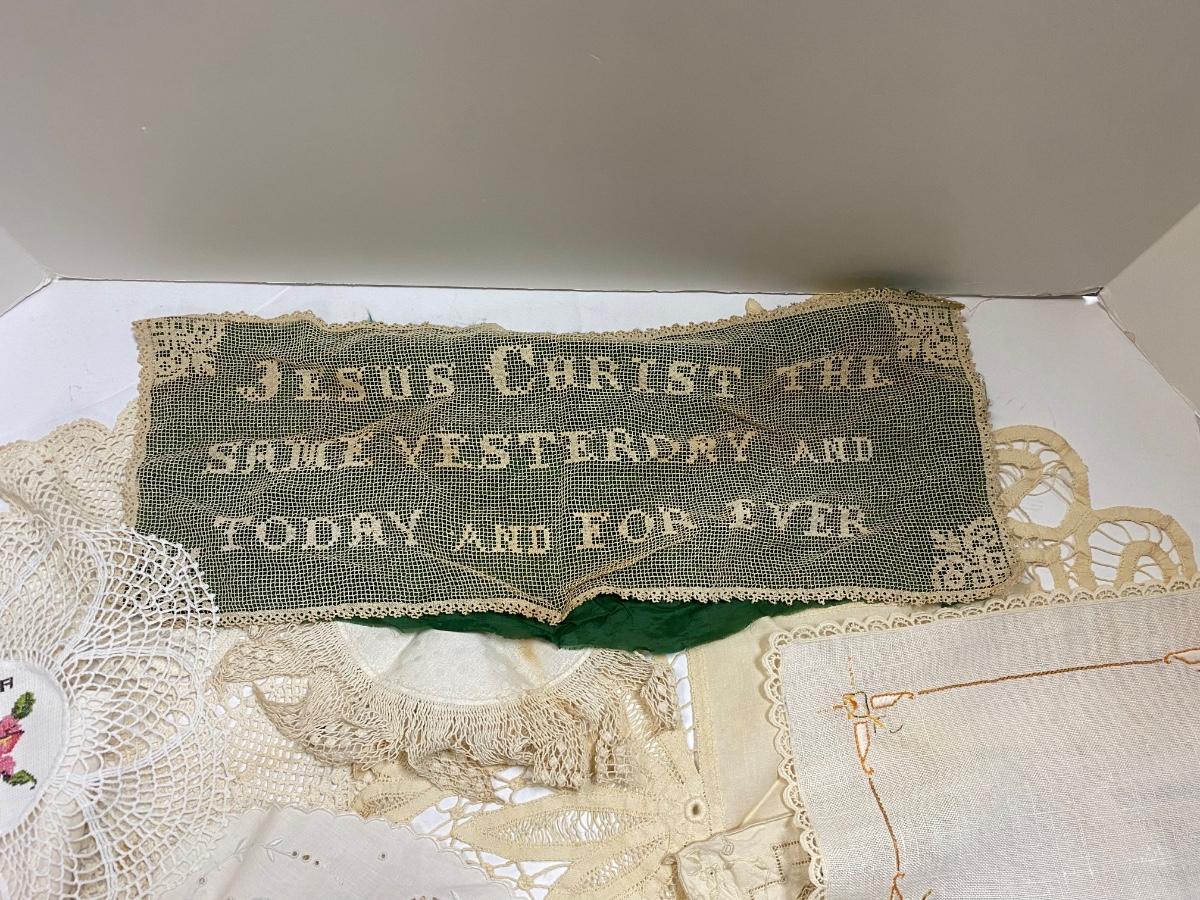 JESUS CHRIST THE
SAME YESTERDAY AND
TODAY AND FOR EVER